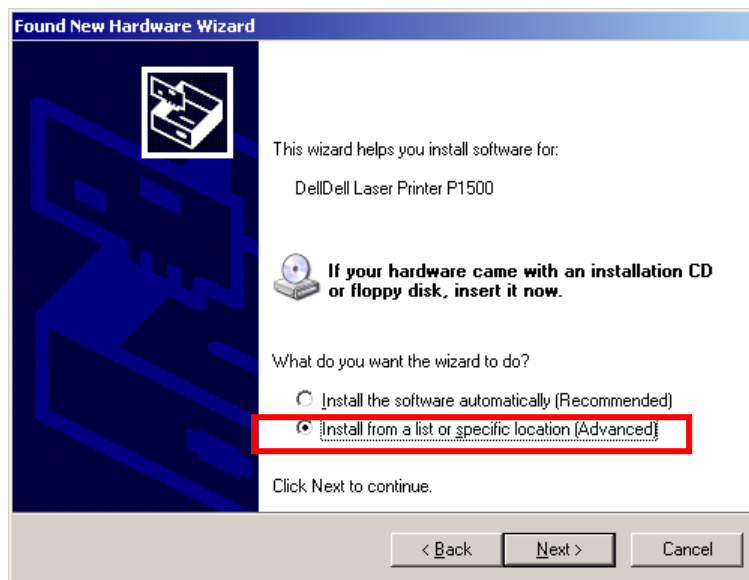 Found New Hardware Wizard
This wizard helps you install software for:
DellDell Laser Printer P1500
If your hardware came with an installation CD
or floppy disk, insert it now.
What do you want the wizard to do?
Install the software automatically (Recommended)
Install from a list or specific location (Advanced)
Click Next to continue.
< Back Next > Cancel